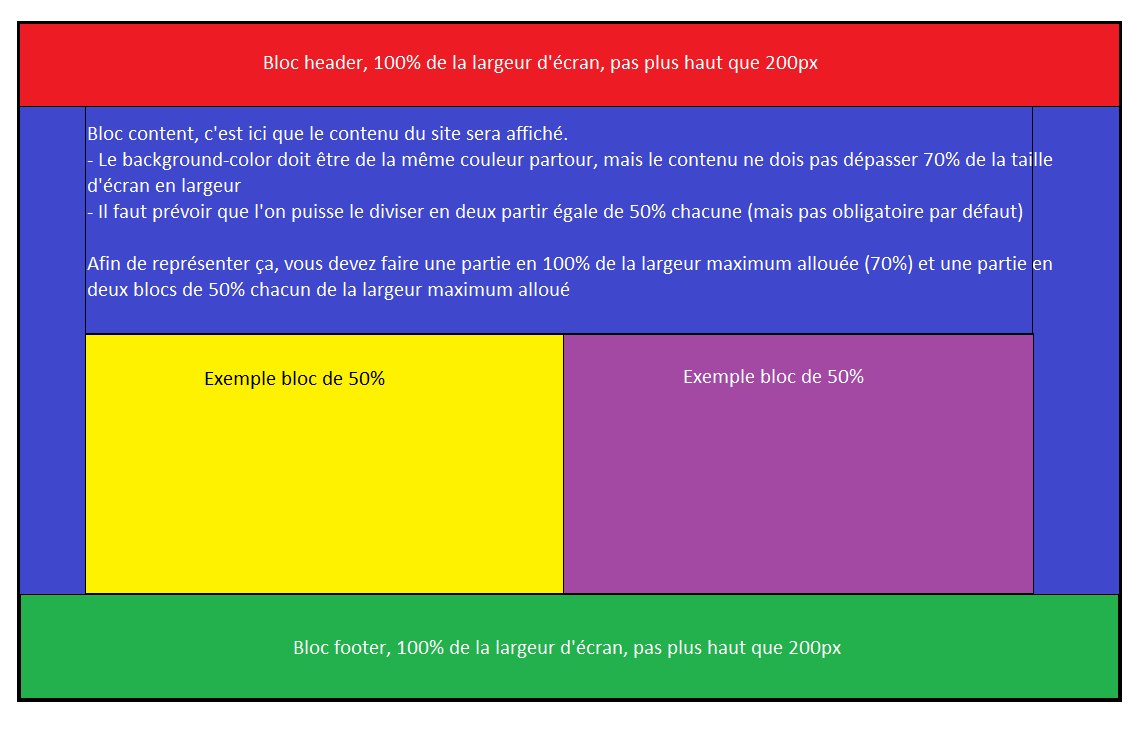 Bloc header, 100% de la largeur d'écran, pas plus haut que 200px
Bloc content, c'est ici que le contenu du site sera affiché.
- Le background-color doit être de la même couleur partour, mais le contenu ne dois pas dépasser 70% de la taille
d'écran en largeur
- Il faut prévoir que l'on puisse le diviser en deux partir égale de 50% chacune (mais pas obligatoire par défaut)
Afin de représenter ça, vous devez faire une partie en 100% de la largeur maximum allouée (70%) et une partie en
deux blocs de 50% chacun de la largeur maximum alloué
Exemple bloc de 50%
Exemple bloc de 50%
Bloc footer, 100% de la largeur d'écran, pas plus haut que 200px